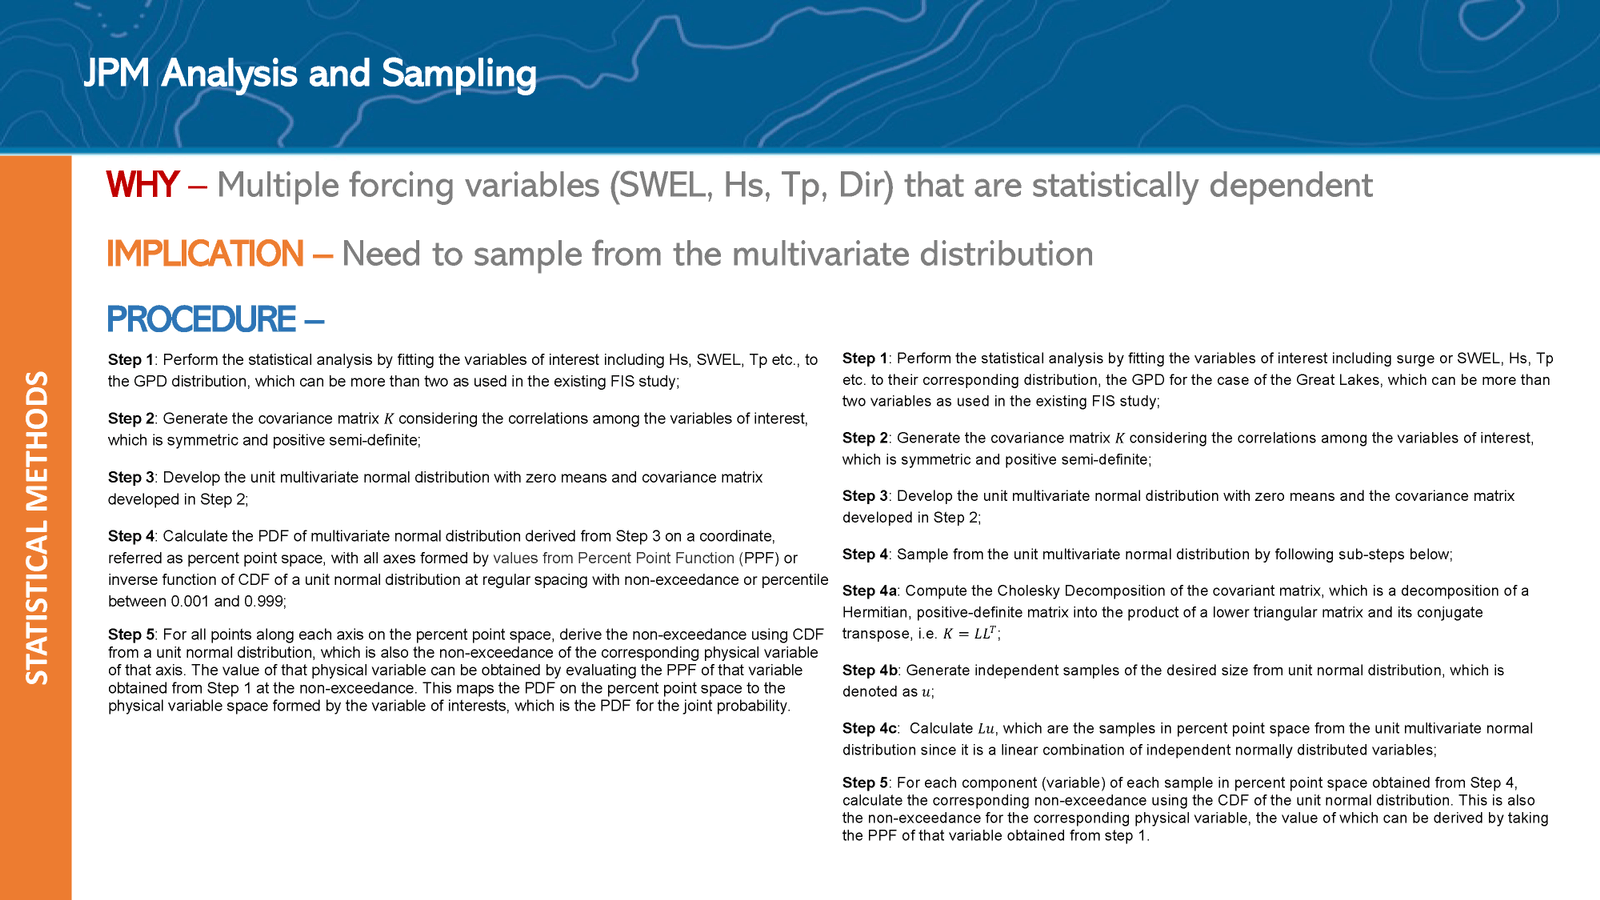 JPM Analysis and Sampling
STATISTICAL METHODS
WHY – Multiple forcing variables (SWEL, Hs, Tp, Dir) that are statistically dependent
IMPLICATION – Need to sample from the multivariate distribution
PROCEDURE –
Step 1: Perform the statistical analysis by fitting the variables of interest including Hs, SWEL, Tp etc., to
the GPD distribution, which can be more than two as used in the existing FIS study;
Step 2: Generate the covariance matrix K considering the correlations among the variables of interest,
which is symmetric and positive semi-definite;
Step 3: Develop the unit multivariate normal distribution with zero means and covariance matrix
developed in Step 2;
Step 4: Calculate the PDF of multivariate normal distribution derived from Step 3 on a coordinate,
referred as percent point space, with all axes formed by values from Percent Point Function (PPF) or
inverse function of CDF of a unit normal distribution at regular spacing with non-exceedance or percentile
between 0.001 and 0.999;
Step 5: For all points along each axis on the percent point space, derive the non-exceedance using CDF
from a unit normal distribution, which is also the non-exceedance of the corresponding physical variable
of that axis. The value of that physical variable can be obtained by evaluating the PPF of that variable
obtained from Step 1 at the non-exceedance. This maps the PDF on the percent point space to the
physical variable space formed by the variable of interests, which is the PDF for the joint probability.
Step 1: Perform the statistical analysis by fitting the variables of interest including surge or SWEL, Hs, Tp
etc. to their corresponding distribution, the GPD for the case of the Great Lakes, which can be more than
two variables as used in the existing FIS study;
Step 2: Generate the covariance matrix K considering the correlations among the variables of interest,
which is symmetric and positive semi-definite;
Step 3: Develop the unit multivariate normal distribution with zero means and the covariance matrix
developed in Step 2;
Step 4: Sample from the unit multivariate normal distribution by following sub-steps below;
Step 4a: Compute the Cholesky Decomposition of the covariant matrix, which is a decomposition of a
Hermitian, positive-definite matrix into the product of a lower triangular matrix and its conjugate
transpose, i.e. K = LLᵀ;
Step 4b: Generate independent samples of the desired size from unit normal distribution, which is
denoted as u;
Step 4c: Calculate Lu, which are the samples in percent point space from the unit multivariate normal
distribution since it is a linear combination of independent normally distributed variables;
Step 5: For each component (variable) of each sample in percent point space obtained from Step 4,
calculate the corresponding non-exceedance using the CDF of the unit normal distribution. This is also
the non-exceedance for the corresponding physical variable, the value of which can be derived by taking
the PPF of that variable obtained from step 1.